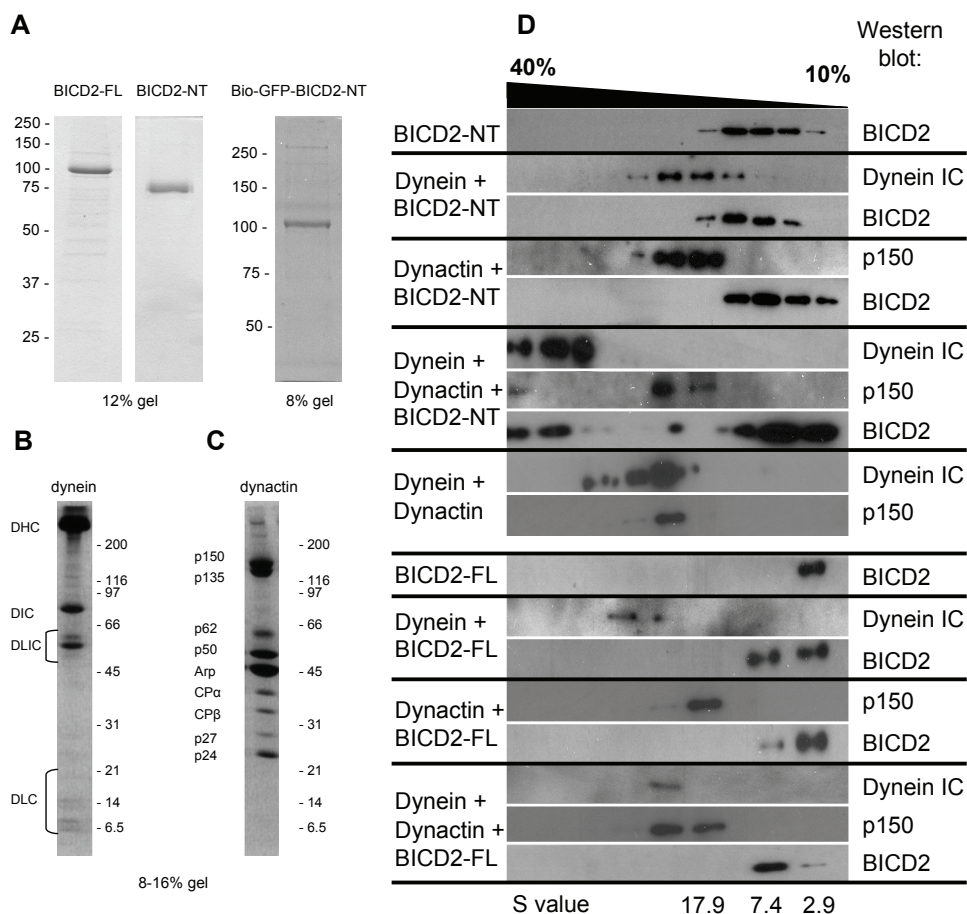 A
BICD2-FL BICD2-NT Bio-GFP-BICD2-NT
250 -
150 -
100 -
75 -
50 -
37 -
25 -
250 -
150 -
100 -
75 -
50 -
12% gel
8% gel
B
dynein
DHC
DIC
DLIC
DLC
- 200
- 116
- 97
- 66
- 45
- 31
- 21
- 14
- 6.5
C
dynactin
p150
p135
p62
p50
Arp
CPα
CPβ
p27
p24
- 200
- 116
- 97
- 66
- 45
- 31
- 21
- 14
- 6.5
8-16% gel
D
Western
blot:
40% 10%
BICD2-NT
BICD2
Dynein +
BICD2-NT
Dynein IC
BICD2
Dynactin +
BICD2-NT
p150
BICD2
Dynein +
Dynactin +
BICD2-NT
Dynein IC
p150
BICD2
Dynein +
Dynactin
Dynein IC
p150
BICD2-FL
BICD2
Dynein +
BICD2-FL
Dynein IC
BICD2
Dynactin +
BICD2-FL
p150
BICD2
Dynein +
Dynactin +
BICD2-FL
Dynein IC
p150
BICD2
S value 17.9 7.4 2.9